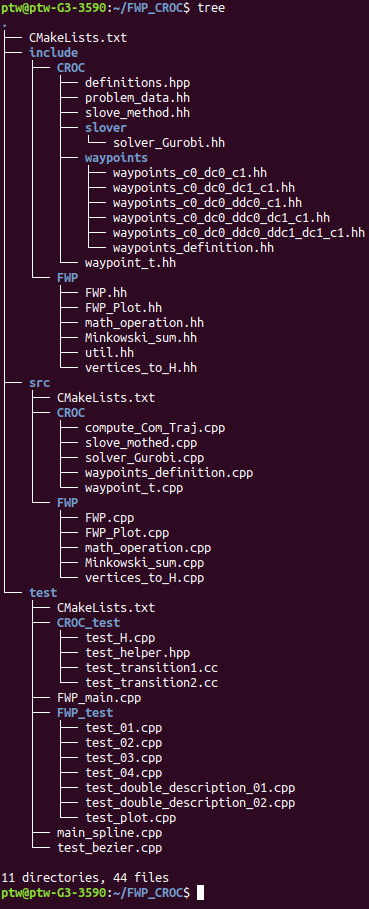 ptw@ptw-G3-3590:~/FWP_CROC$ tree
.
├── CMakeLists.txt
├── include
│   ├── CROC
│   │   ├── definitions.hpp
│   │   ├── problem_data.hh
│   │   ├── slove_method.hh
│   │   ├── slover
│   │   │   └── solver_Gurobi.hh
│   │   ├── waypoints
│   │   │   ├── waypoints_c0_dc0_c1.hh
│   │   │   ├── waypoints_c0_dc0_dc1_c1.hh
│   │   │   ├── waypoints_c0_dc0_ddc0_c1.hh
│   │   │   ├── waypoints_c0_dc0_ddc0_dc1_c1.hh
│   │   │   ├── waypoints_c0_dc0_ddc0_ddc1_dc1_c1.hh
│   │   │   └── waypoints_definition.hh
│   │   └── waypoint_t.hh
│   └── FWP
│       ├── FWP.hh
│       ├── FWP_Plot.hh
│       ├── math_operation.hh
│       ├── Minkowski_sum.hh
│       ├── util.hh
│       └── vertices_to_H.hh
├── src
│   ├── CMakeLists.txt
│   ├── CROC
│   │   ├── compute_Com_Traj.cpp
│   │   ├── slove_mothed.cpp
│   │   ├── solver_Gurobi.cpp
│   │   ├── waypoints_definition.cpp
│   │   └── waypoint_t.cpp
│   └── FWP
│       ├── FWP.cpp
│       ├── FWP_Plot.cpp
│       ├── math_operation.cpp
│       ├── Minkowski_sum.cpp
│       └── vertices_to_H.cpp
└── test
    ├── CMakeLists.txt
    ├── CROC_test
    │   ├── test_H.cpp
    │   ├── test_helper.hpp
    │   ├── test_transition1.cc
    │   └── test_transition2.cc
    ├── FWP_main.cpp
    ├── FWP_test
    │   ├── test_01.cpp
    │   ├── test_02.cpp
    │   ├── test_03.cpp
    │   ├── test_04.cpp
    │   ├── test_double_description_01.cpp
    │   ├── test_double_description_02.cpp
    │   └── test_plot.cpp
    ├── main_spline.cpp
    └── test_bezier.cpp
11 directories, 44 files
ptw@ptw-G3-3590:~/FWP_CROC$